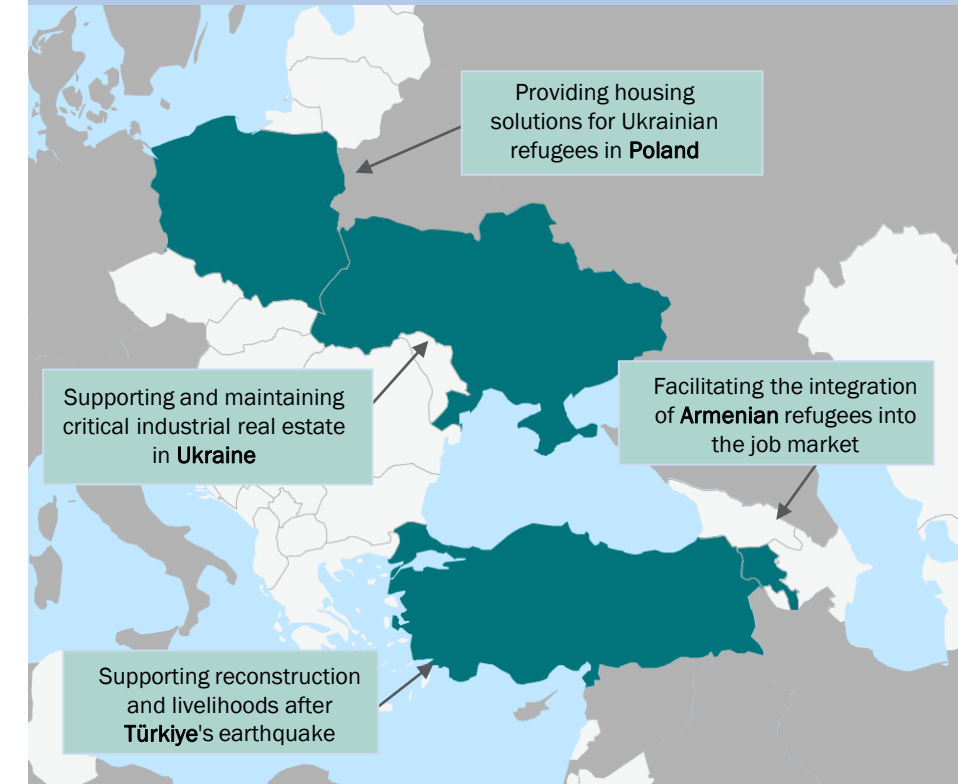 Providing housing
solutions for Ukrainian
refugees in Poland
Supporting and maintaining
critical industrial real estate
in Ukraine
Facilitating the integration
of Armenian refugees into
the job market
Supporting reconstruction
and livelihoods after
Türkiye's earthquake